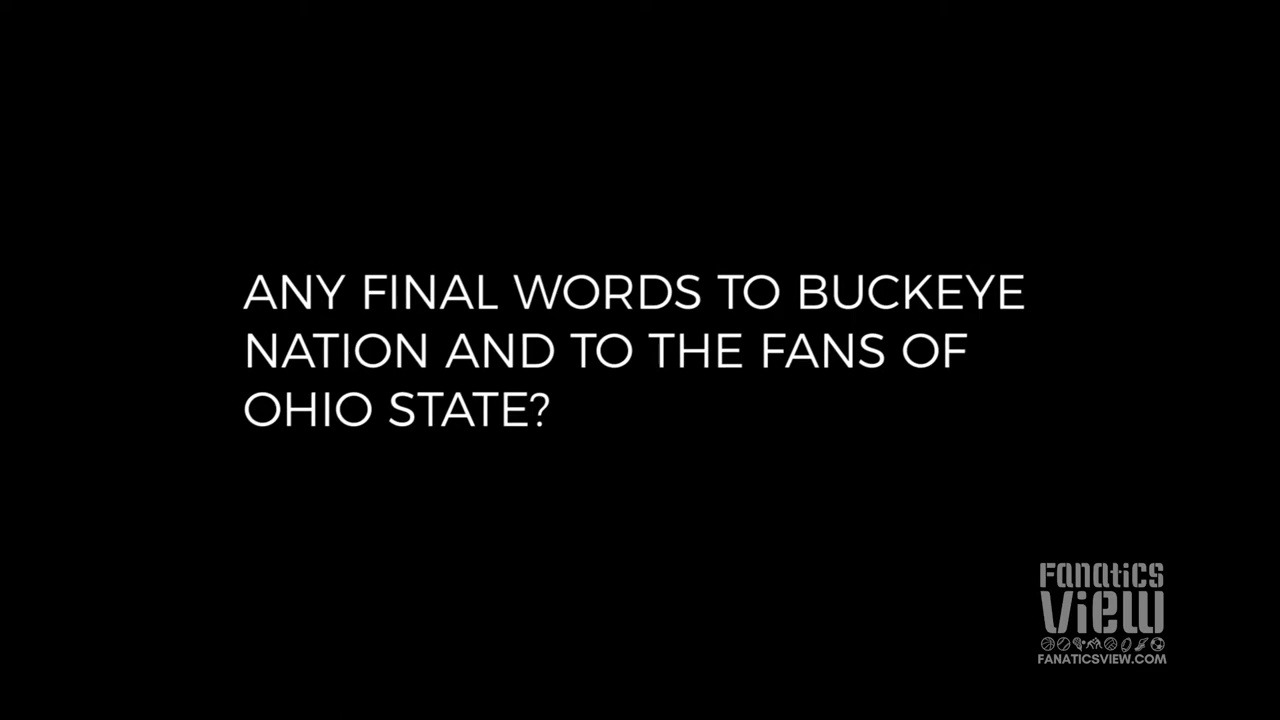 ANY FINAL WORDS TO BUCKEYE
NATION AND TO THE FANS OF
OHIO STATE?
Fanatics
View
FANATICSVIEW.COM